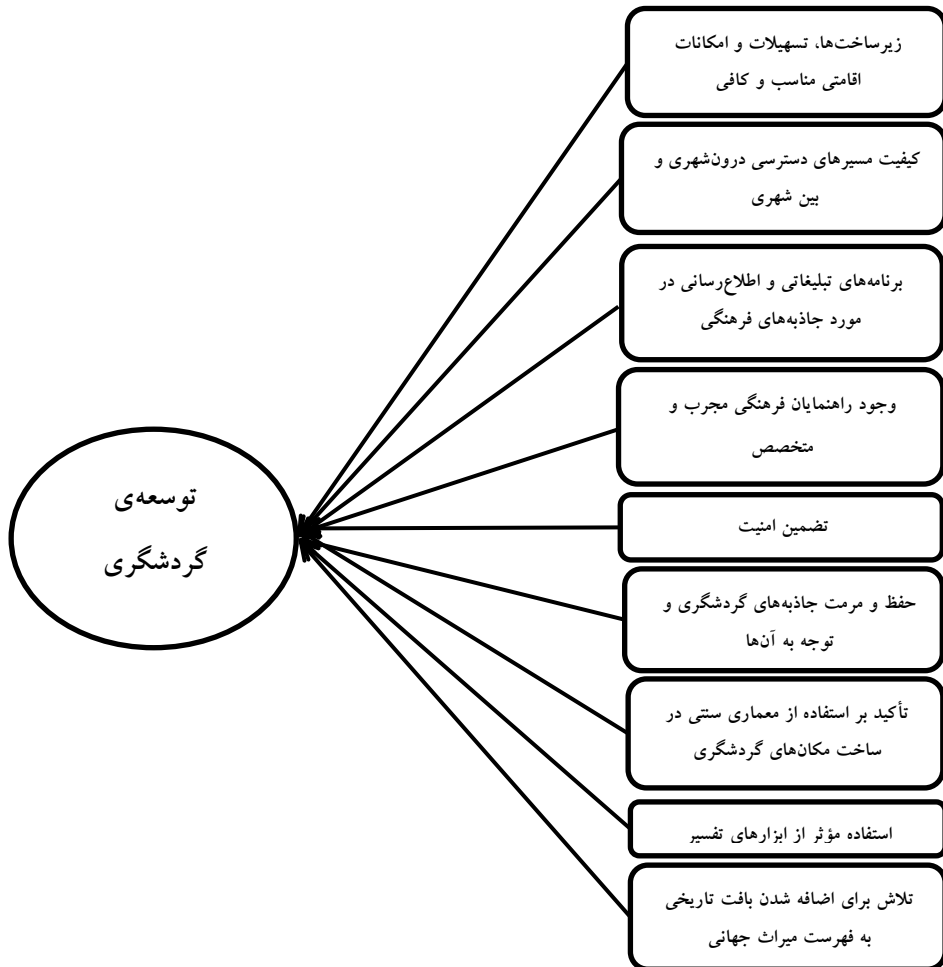 زیرساخت‌ها، تسهیلات و امکانات
اقامتی مناسب و کافی
کیفیت مسیرهای دسترسی درون‌شهری و
بین شهری
برنامه‌های تبلیغاتی و اطلاع‌رسانی در
مورد جاذبه‌های فرهنگی
وجود راهنمایان فرهنگی مجرب و
متخصص
تضمین امنیت
حفظ و مرمت جاذبه‌های گردشگری و
توجه به آن‌ها
تأکید بر استفاده از معماری سنتی در
ساخت مکان‌های گردشگری
استفاده مؤثر از ابزارهای تفسیر
تلاش برای اضافه شدن بافت تاریخی
به فهرست میراث جهانی
توسعه‌ی
گردشگری